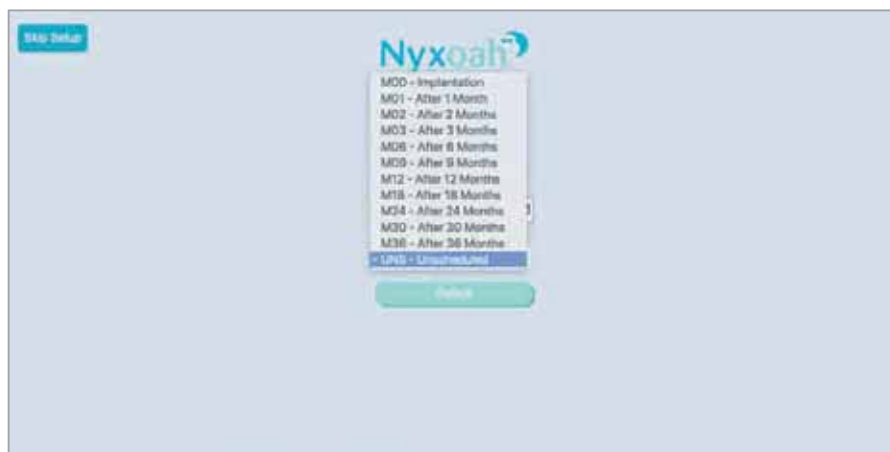 Skip Setup
Nyxoah
M00 - Implantation
M01 - After 1 Month
M02 - After 2 Months
M03 - After 3 Months
M06 - After 6 Months
M09 - After 9 Months
M12 - After 12 Months
M18 - After 18 Months
M24 - After 24 Months
M30 - After 30 Months
M36 - After 36 Months
- UNS - Unscheduled